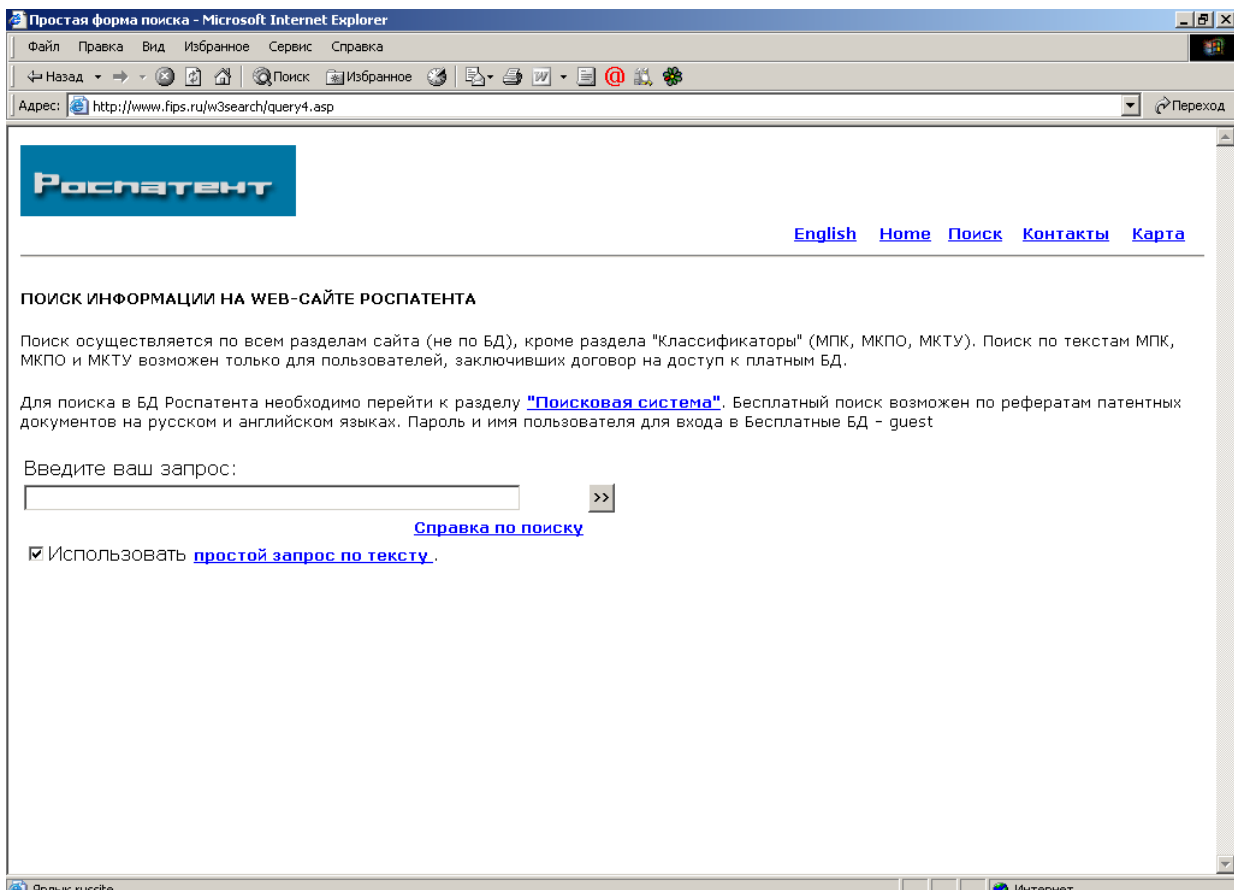 Простая форма поиска - Microsoft Internet Explorer
Файл Правка Вид Избранное Сервис Справка
Назад Поиск Избранное
Адрес: http://www.fips.ru/w3search/query4.asp Переход
Роспатент
English Home Поиск Контакты Карта
ПОИСК ИНФОРМАЦИИ НА WEB-САЙТЕ РОСПАТЕНТА
Поиск осуществляется по всем разделам сайта (не по БД), кроме раздела "Классификаторы" (МПК, МКПО, МКТУ). Поиск по текстам МПК,
МКПО и МКТУ возможен только для пользователей, заключивших договор на доступ к платным БД.
Для поиска в БД Роспатента необходимо перейти к разделу "Поисковая система". Бесплатный поиск возможен по рефератам патентных
документов на русском и английском языках. Пароль и имя пользователя для входа в Бесплатные БД - guest
Введите ваш запрос:
>>
Справка по поиску
Использовать простой запрос по тексту .
Ярлык russite Интернет